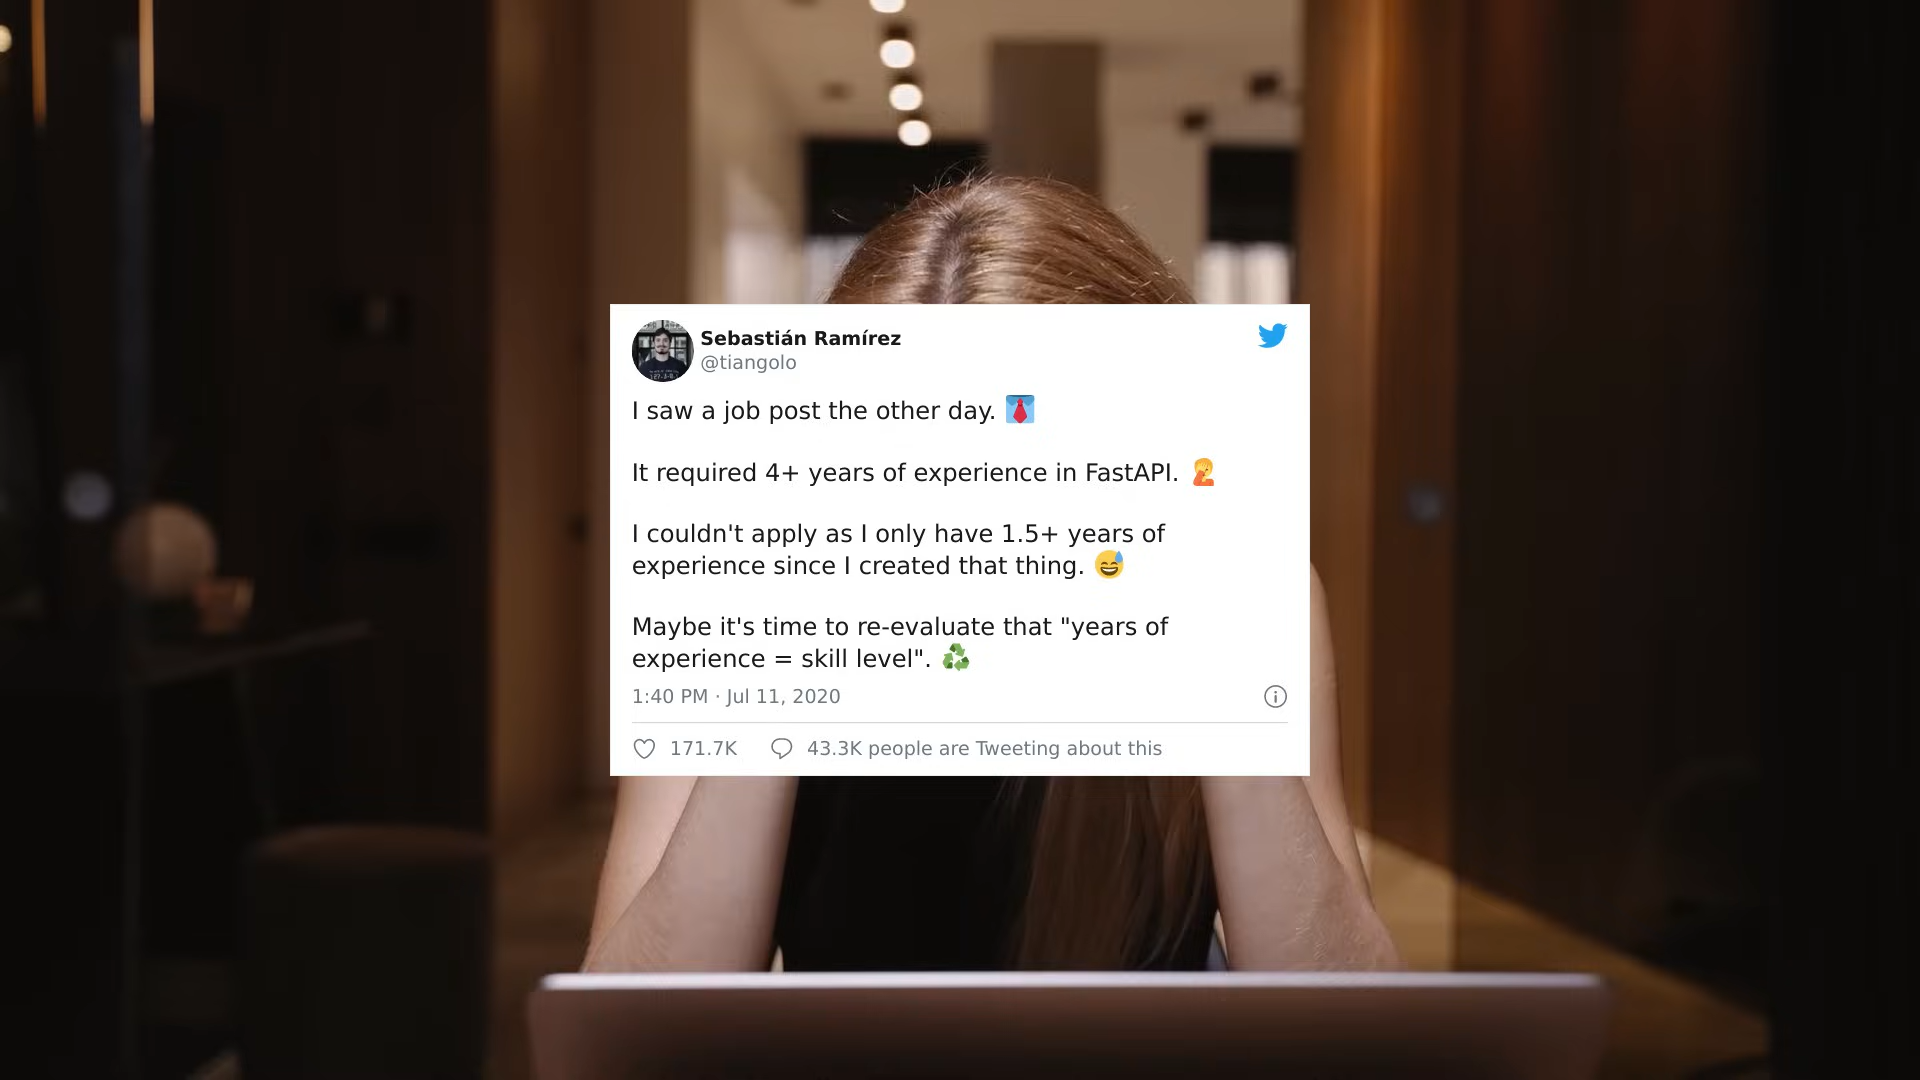 Sebastián Ramírez
@tiangolo
I saw a job post the other day. 👔
It required 4+ years of experience in FastAPI. 🤦
I couldn't apply as I only have 1.5+ years of
experience since I created that thing. 😅
Maybe it's time to re-evaluate that "years of
experience = skill level". ♻
1:40 PM · Jul 11, 2020
171.7K 43.3K people are Tweeting about this